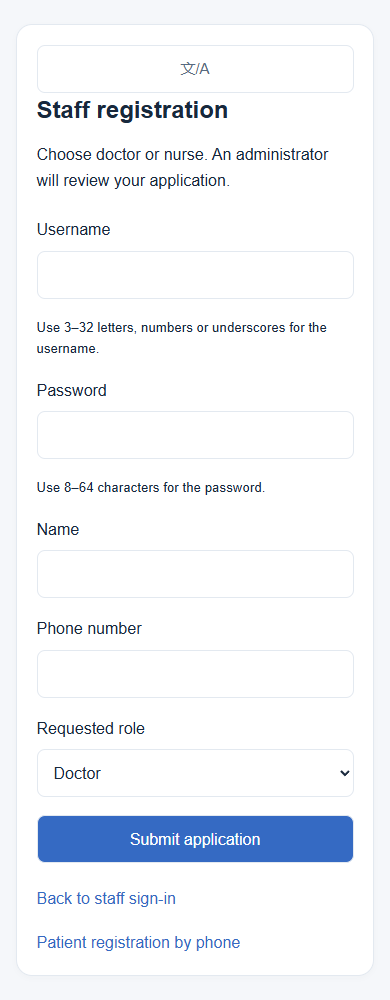 文/A
Staff registration
Choose doctor or nurse. An administrator
will review your application.
Username
Use 3–32 letters, numbers or underscores for the
username.
Password
Use 8–64 characters for the password.
Name
Phone number
Requested role
Doctor
Submit application
Back to staff sign-in
Patient registration by phone